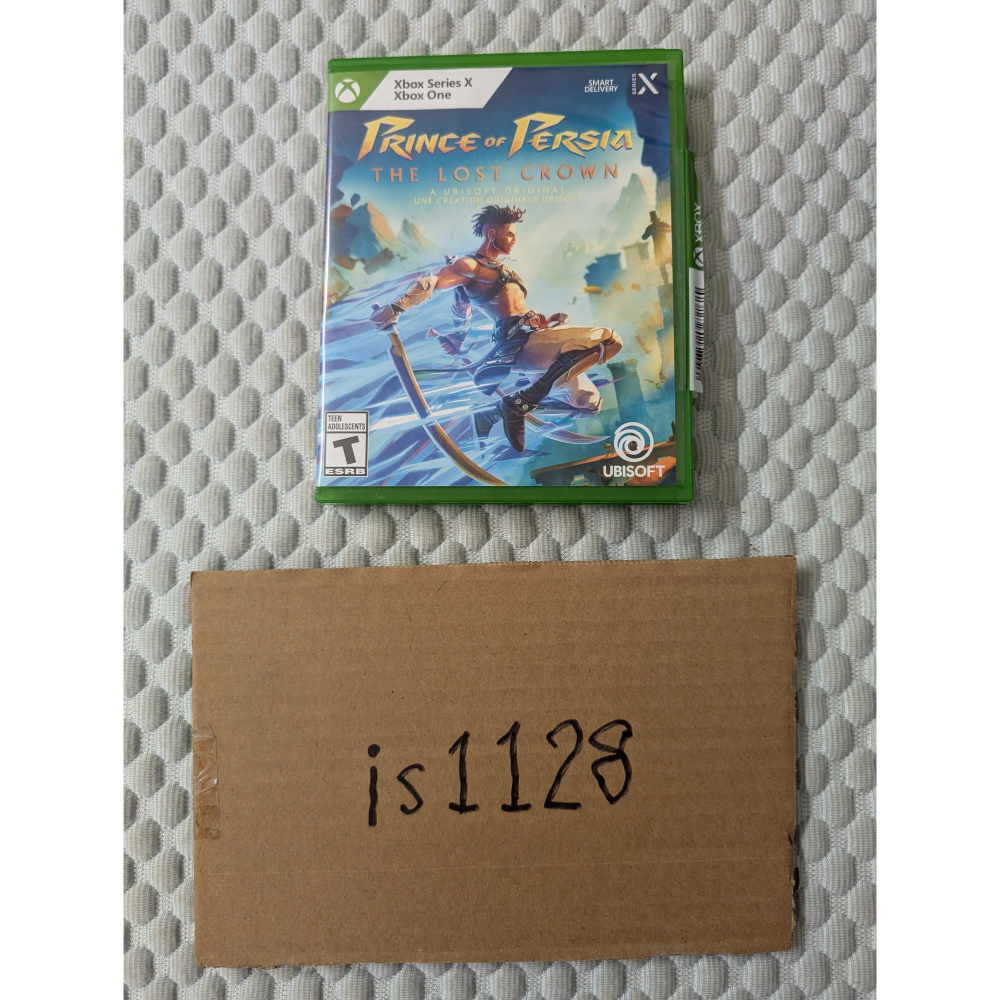 Xbox Series X
Xbox One
SMART
DELIVERY
SERIES X
PRINCE OF PERSIA
THE LOST CROWN
A UBISOFT ORIGINAL
UNE CRÉATION ORIGINALE UBISOFT
XBOX
TEEN
ADOLESCENTS
T
ESRB
UBISOFT
is1128